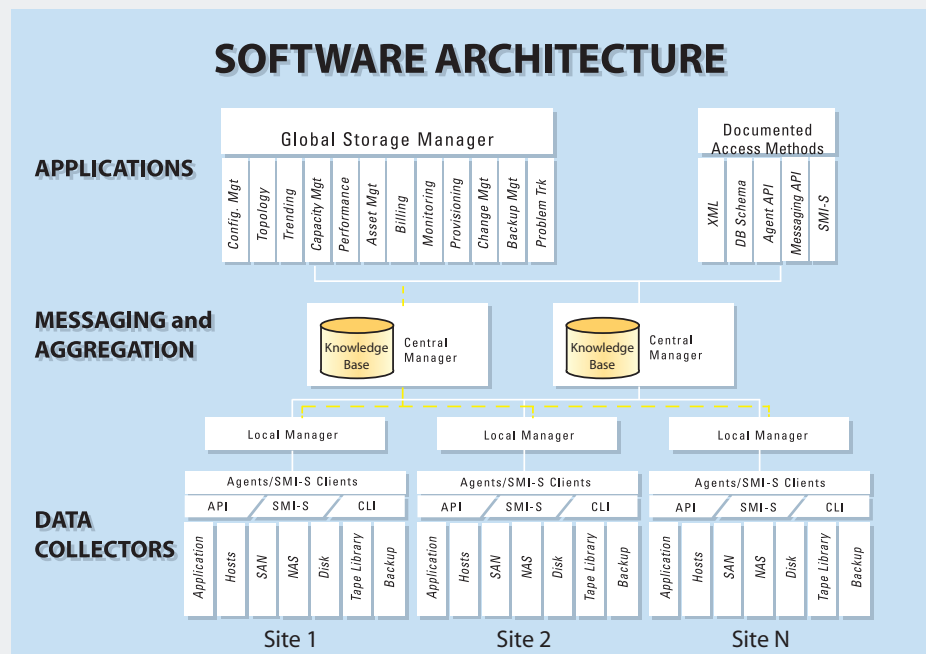 SOFTWARE ARCHITECTURE
APPLICATIONS
Global Storage Manager
Config. Mgt
Topology
Trending
Capacity Mgt
Performance
Asset Mgt
Billing
Monitoring
Provisioning
Change Mgt
Backup Mgt
Problem Trk
Documented
Access Methods
XML
DB Schema
Agent API
Messaging API
SMI-S
MESSAGING and
AGGREGATION
Knowledge
Base
Central
Manager
Knowledge
Base
Central
Manager
Local Manager
Local Manager
Local Manager
DATA
COLLECTORS
Agents/SMI-S Clients
API
SMI-S
CLI
Application
Hosts
SAN
NAS
Disk
Tape Library
Backup
Site 1
Agents/SMI-S Clients
API
SMI-S
CLI
Application
Hosts
SAN
NAS
Disk
Tape Library
Backup
Site 2
Agents/SMI-S Clients
API
SMI-S
CLI
Application
Hosts
SAN
NAS
Disk
Tape Library
Backup
Site N